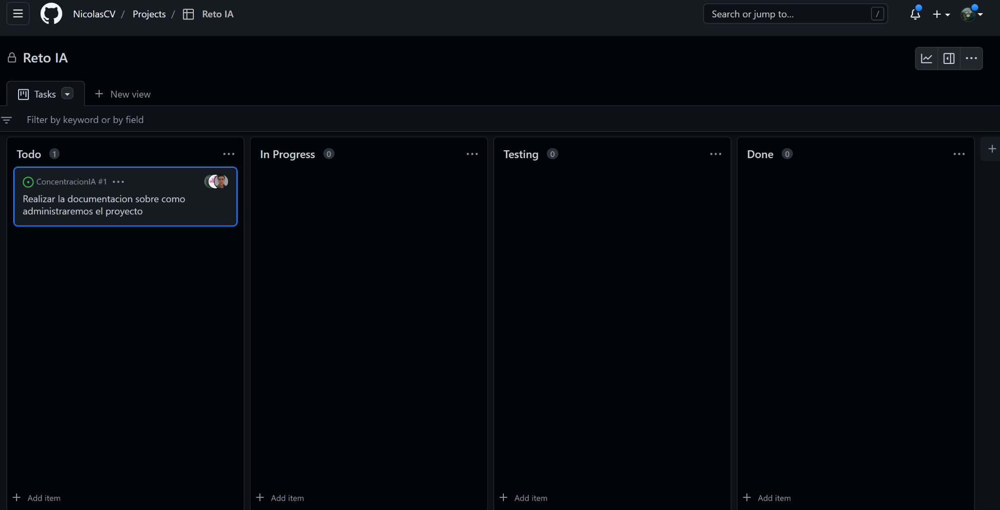 NicolasCV / Projects / Reto IA
Search or jump to... /
Reto IA
Tasks
New view
Filter by keyword or by field
Todo 1
ConcentracionIA #1
Realizar la documentacion sobre como
administraremos el proyecto
Add item
In Progress 0
Add item
Testing 0
Add item
Done 0
Add item